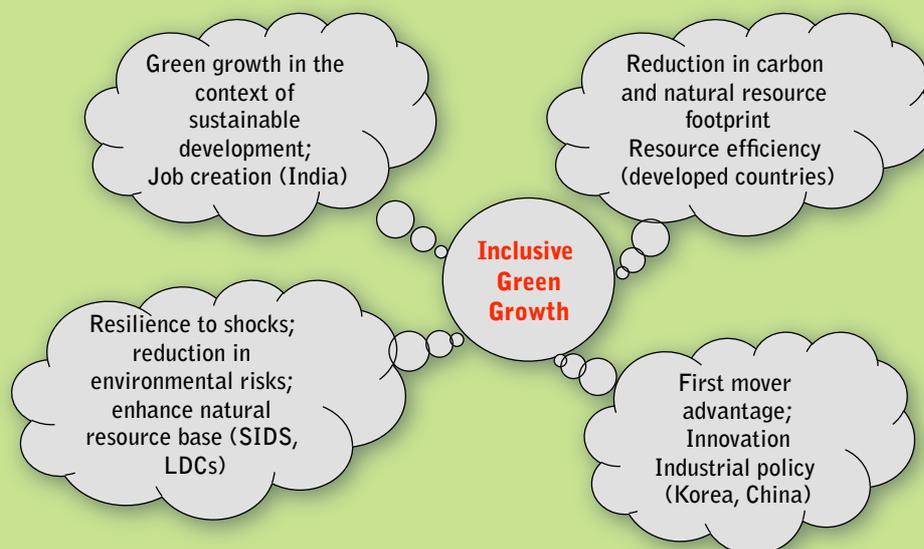 Green growth in the
context of
sustainable
development;
Job creation (India)
Reduction in carbon
and natural resource
footprint
Resource efficiency
(developed countries)
Inclusive
Green
Growth
Resilience to shocks;
reduction in
environmental risks;
enhance natural
resource base (SIDS,
LDCs)
First mover
advantage;
Innovation
Industrial policy
(Korea, China)